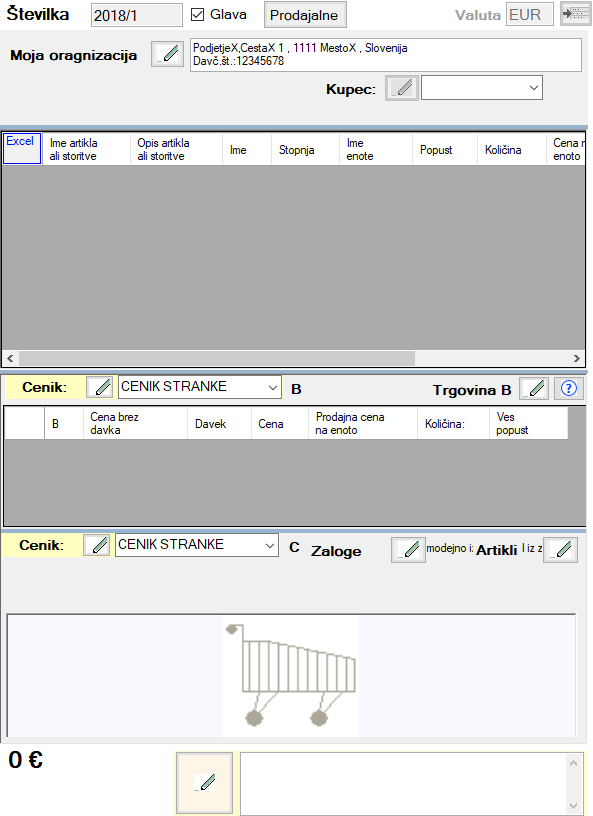 Številka 2018/1 Glava Prodajalne Valuta EUR
Moja oragnizacija PodjetjeX,CestaX 1 , 1111 MestoX , Slovenija
Davč.št.:12345678
Kupec:
Excel Ime artikla Opis artikla Ime Stopnja Ime Popust Količina Cena n
ali storitve ali storitve enote enoto
Cenik: CENIK STRANKE B Trgovina B ?
B Cena brez Davek Cena Prodajna cena Količina: Ves
davka na enoto popust
Cenik: CENIK STRANKE C Zaloge modejno i: Artikli l iz z
0 €